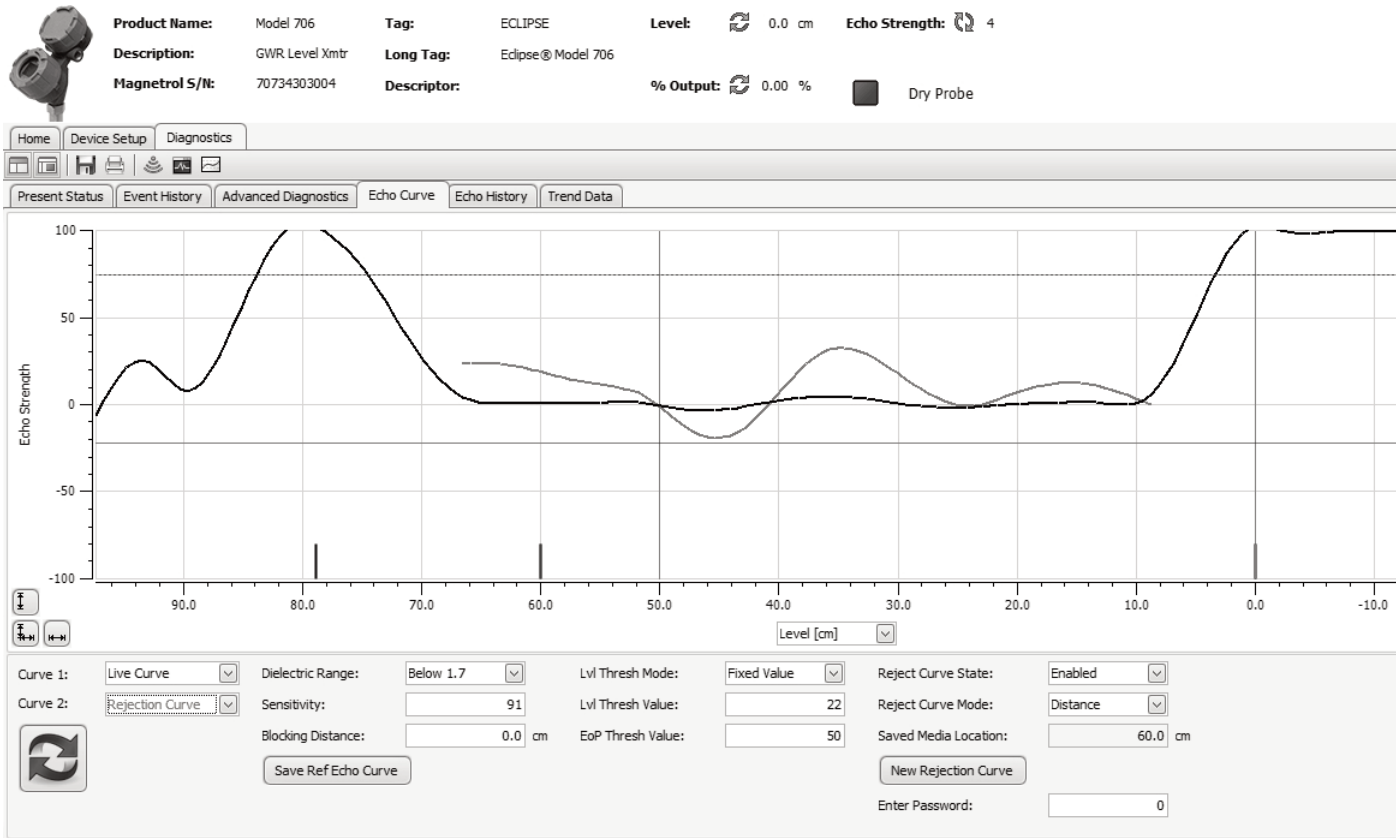 Product Name: Model 706 Tag: ECLIPSE Level: 0.0 cm Echo Strength: 4
Description: GWR Level Xmtr Long Tag: Eclipse® Model 706
Magnetrol S/N: 70734303004 Descriptor: % Output: 0.00 % Dry Probe
Home Device Setup Diagnostics
Present Status Event History Advanced Diagnostics Echo Curve Echo History Trend Data
100
50
0
-50
-100
Echo Strength
90.0 80.0 70.0 60.0 50.0 40.0 30.0 20.0 10.0 0.0 -10.0
Level [cm]
Curve 1: Live Curve Dielectric Range: Below 1.7 Lvl Thresh Mode: Fixed Value Reject Curve State: Enabled
Curve 2: Rejection Curve Sensitivity: 91 Lvl Thresh Value: 22 Reject Curve Mode: Distance
Blocking Distance: 0.0 cm EoP Thresh Value: 50 Saved Media Location: 60.0 cm
Save Ref Echo Curve New Rejection Curve
Enter Password: 0